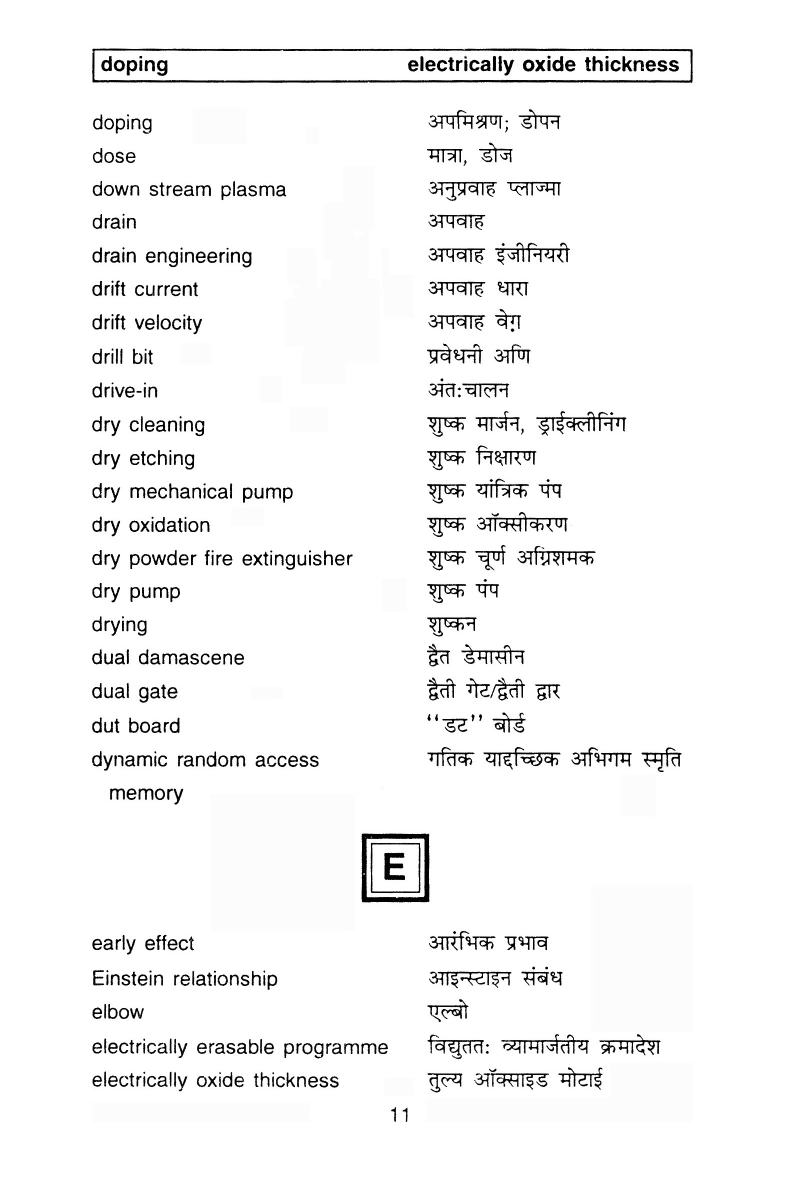 doping electrically oxide thickness
doping अपमिश्रण; डोपन
dose मात्रा, डोज
down stream plasma अनुप्रवाह प्लाज्मा
drain अपवाह
drain engineering अपवाह इंजीनियरी
drift current अपवाह धारा
drift velocity अपवाह वेग
drill bit प्रवेधनी अणि
drive-in अंत:चालन
dry cleaning शुष्क मार्जन, ड्राईक्लीनिंग
dry etching शुष्क निक्षारण
dry mechanical pump शुष्क यांत्रिक पंप
dry oxidation शुष्क ऑक्सीकरण
dry powder fire extinguisher शुष्क चूर्ण अग्निशमक
dry pump शुष्क पंप
drying शुष्कन
dual damascene द्वैत डेमासीन
dual gate द्वैती गेट/द्वैती द्वार
dut board ‘‘डट’’ बोर्ड
dynamic random access गतिक यादृच्छिक अभिगम स्मृति
memory
E
early effect आरंभिक प्रभाव
Einstein relationship आइन्स्टाइन संबंध
elbow एल्बो
electrically erasable programme विद्युतत: व्यामार्जतीय क्रमादेश
electrically oxide thickness तुल्य ऑक्साइड मोटाई
11